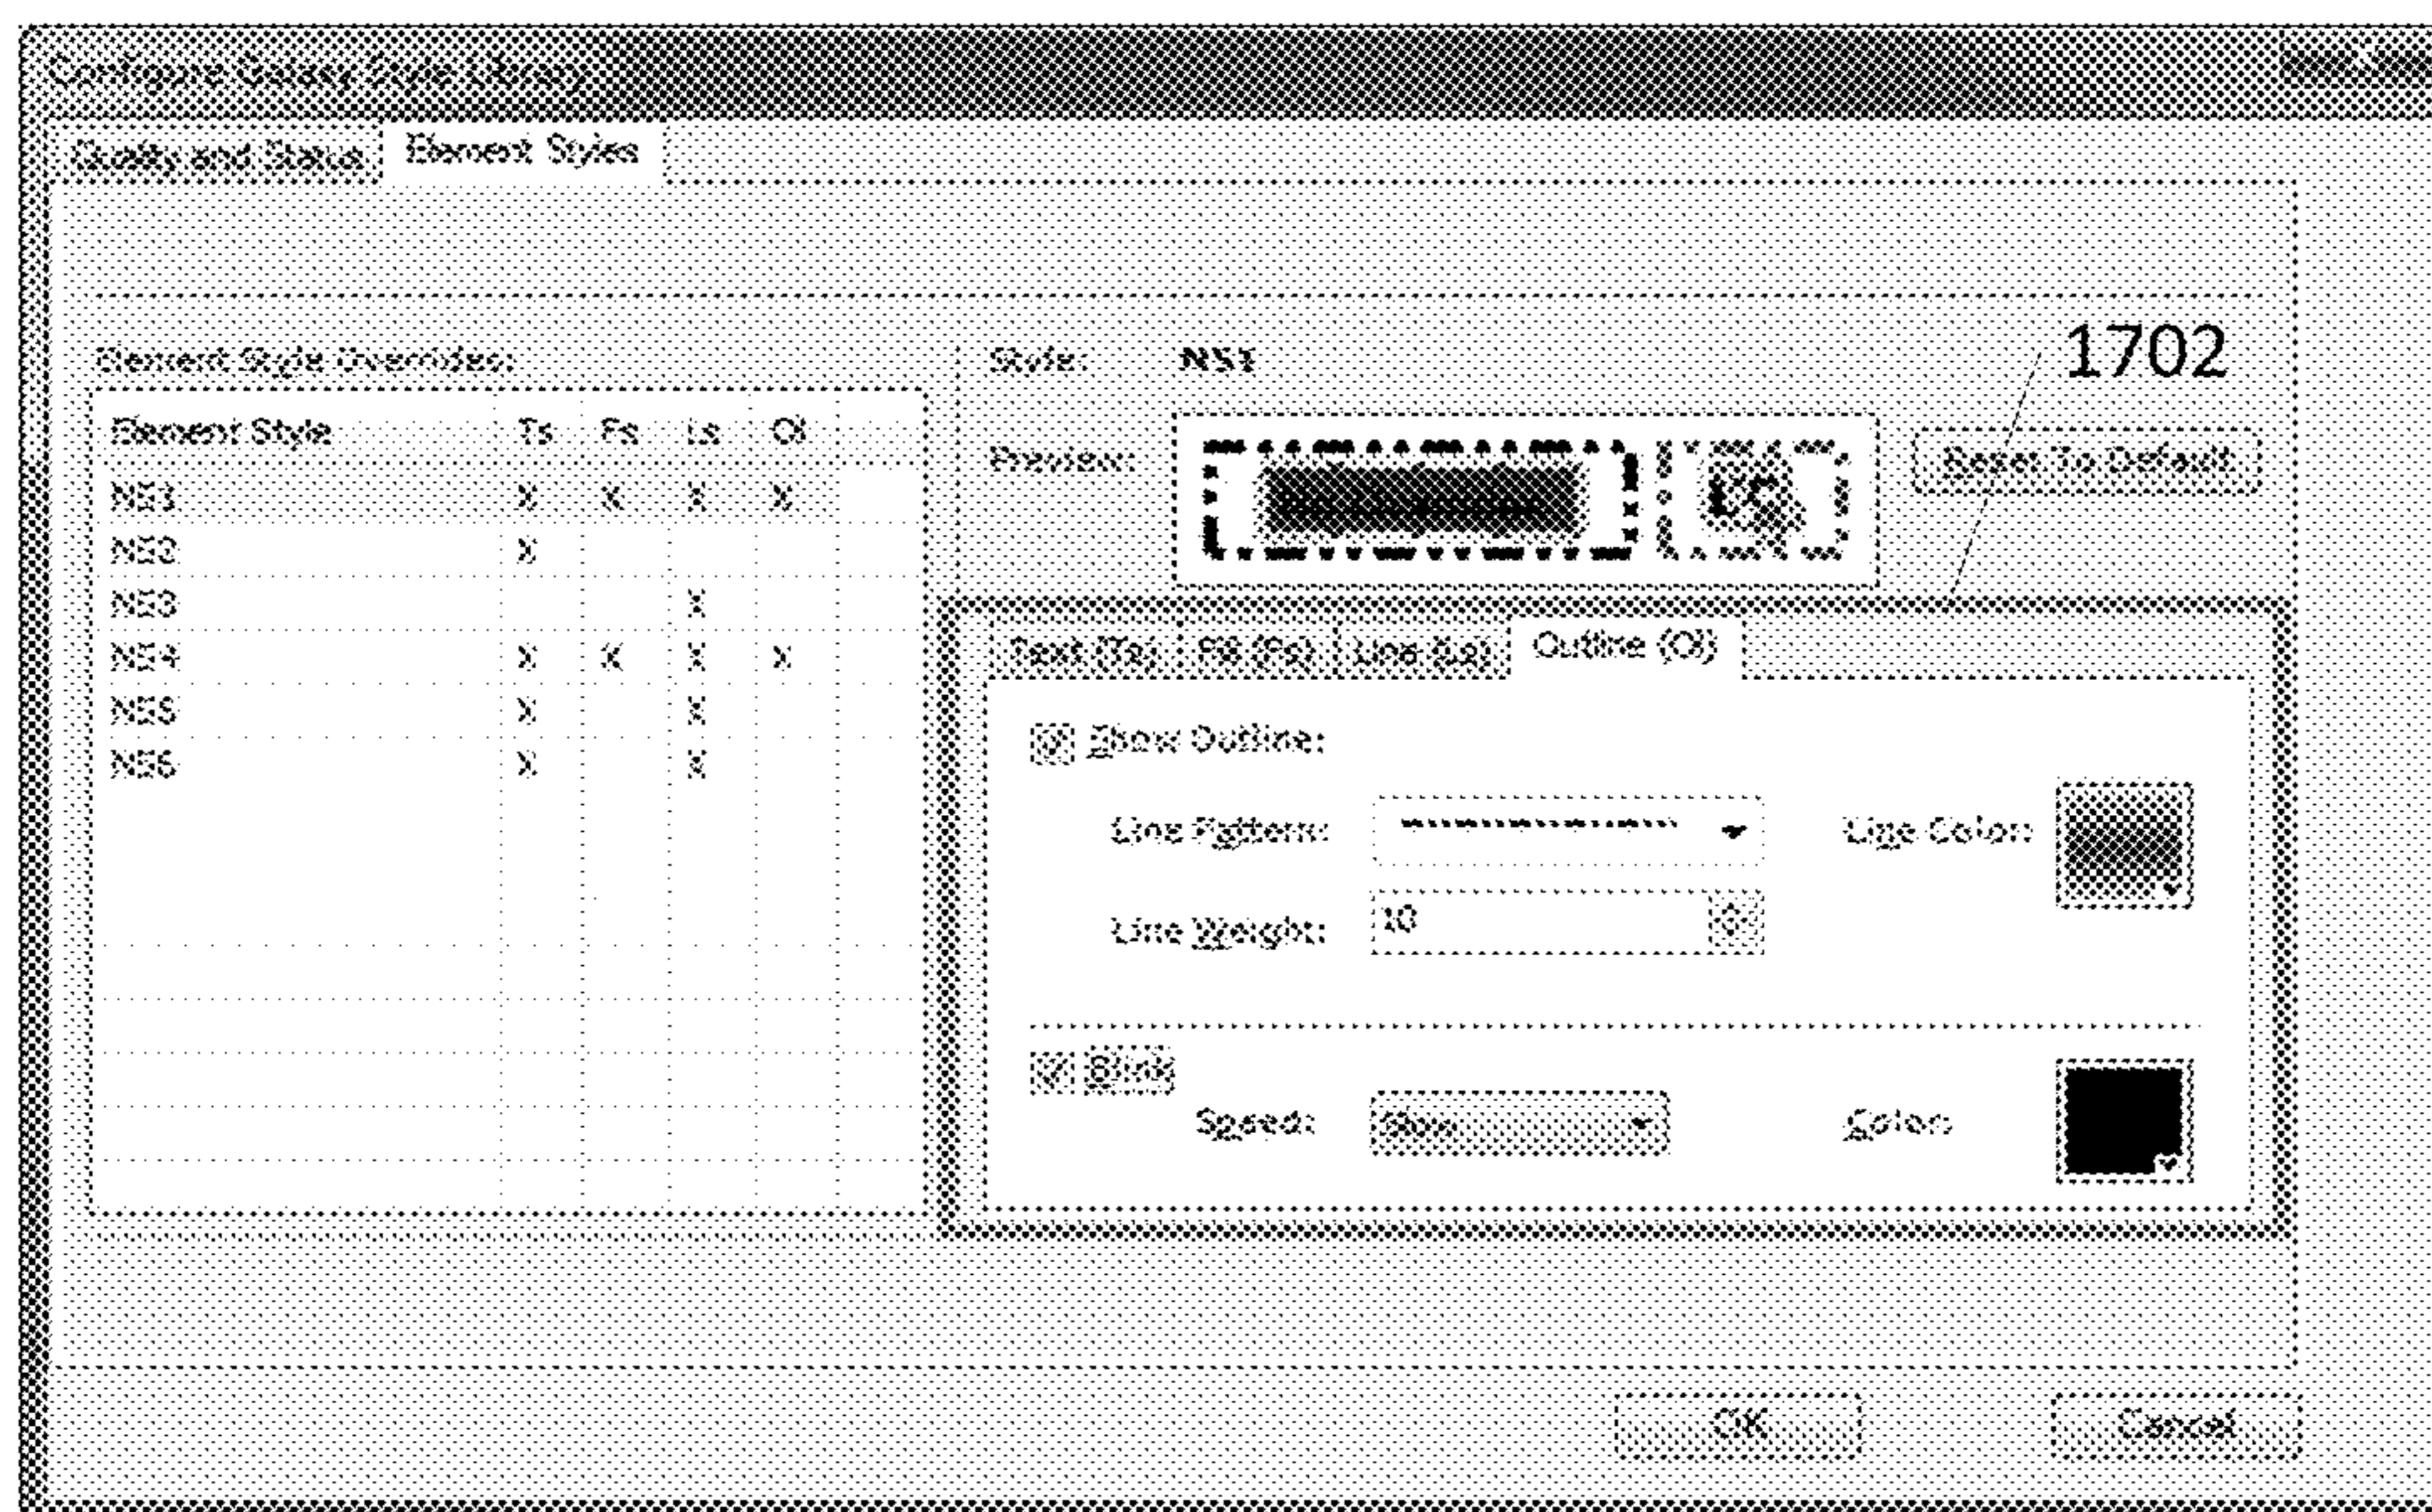 Configure Galaxy Style Library
Quality and Status Element Styles
Element Style Overrides:
Element Style Ts Fs Ls Ol
NS1 X X X X
NS2 X
NS3 X
NS4 X X X X
NS5 X X
NS6 X X
Style: NS1
1702
Preview:
Reset To Default
Text (Ts) Fill (Fs) Line (Ls) Outline (Ol)
Show Outline:
Line Pattern: Line Color:
Line Weight: 10
Blink
Speed: Slow Color:
OK Cancel